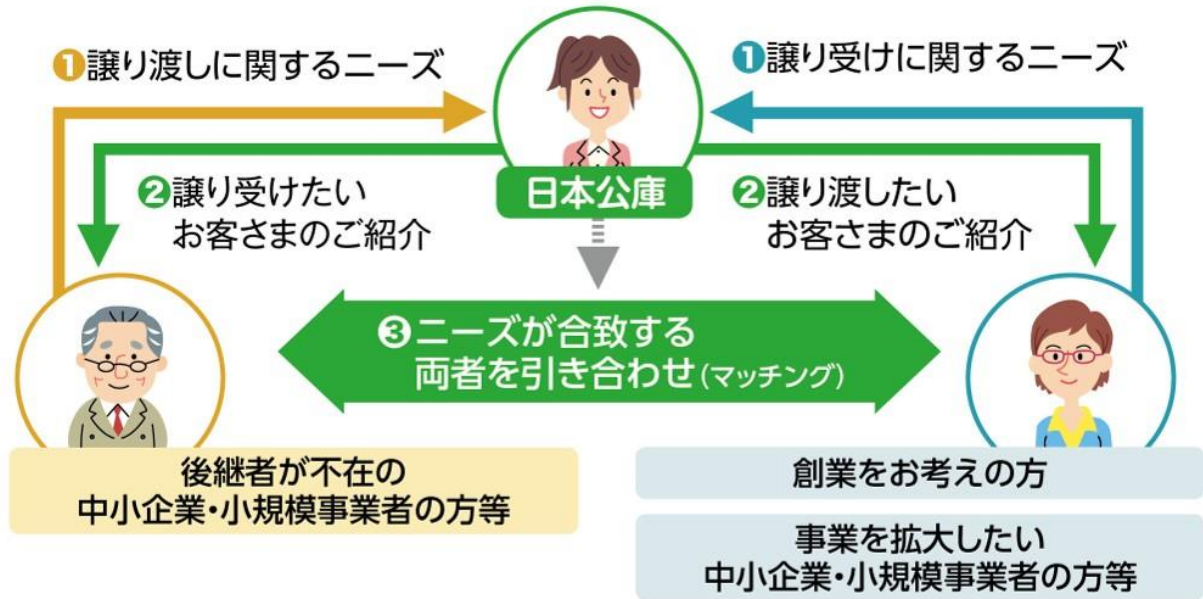 ❶譲り渡しに関するニーズ
❶譲り受けに関するニーズ
❷譲り受けたい
お客さまのご紹介
日本公庫
❷譲り渡したい
お客さまのご紹介
❸ニーズが合致する
両者を引き合わせ(マッチング)
後継者が不在の
中小企業・小規模事業者の方等
創業をお考えの方
事業を拡大したい
中小企業・小規模事業者の方等